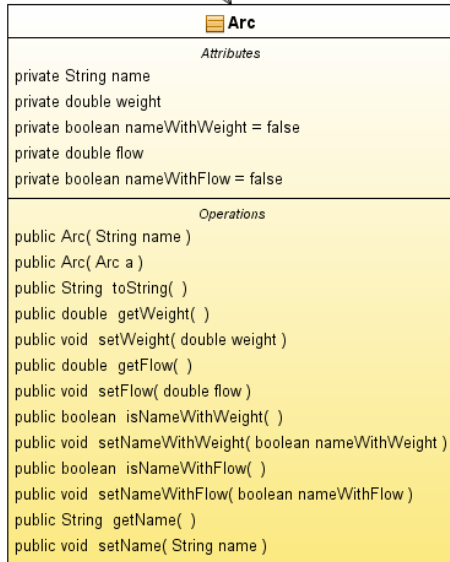 Arc
Attributes
private String name
private double weight
private boolean nameWithWeight = false
private double flow
private boolean nameWithFlow = false
Operations
public Arc( String name )
public Arc( Arc a )
public String toString( )
public double getWeight( )
public void setWeight( double weight )
public double getFlow( )
public void setFlow( double flow )
public boolean isNameWithWeight( )
public void setNameWithWeight( boolean nameWithWeight )
public boolean isNameWithFlow( )
public void setNameWithFlow( boolean nameWithFlow )
public String getName( )
public void setName( String name )